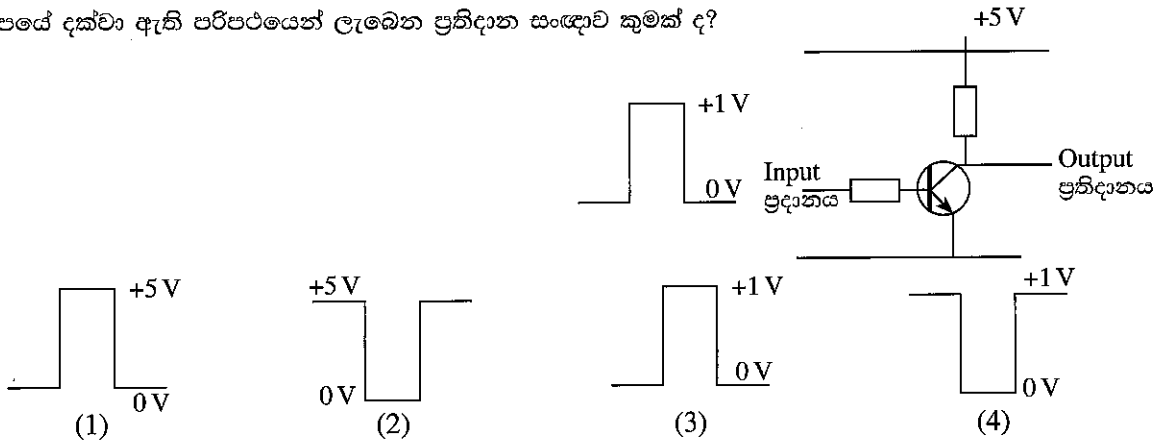 දක්වා ඇති පරිපථයෙන් ලැබෙන ප්‍රතිදාන සංඥාව කුමක් ද?
+5 V
+1 V
0 V
Input
ප්‍රදානය
Output
ප්‍රතිදානය
+5 V
0 V
(1)
+5 V
0 V
(2)
+1 V
0 V
(3)
+1 V
0 V
(4)